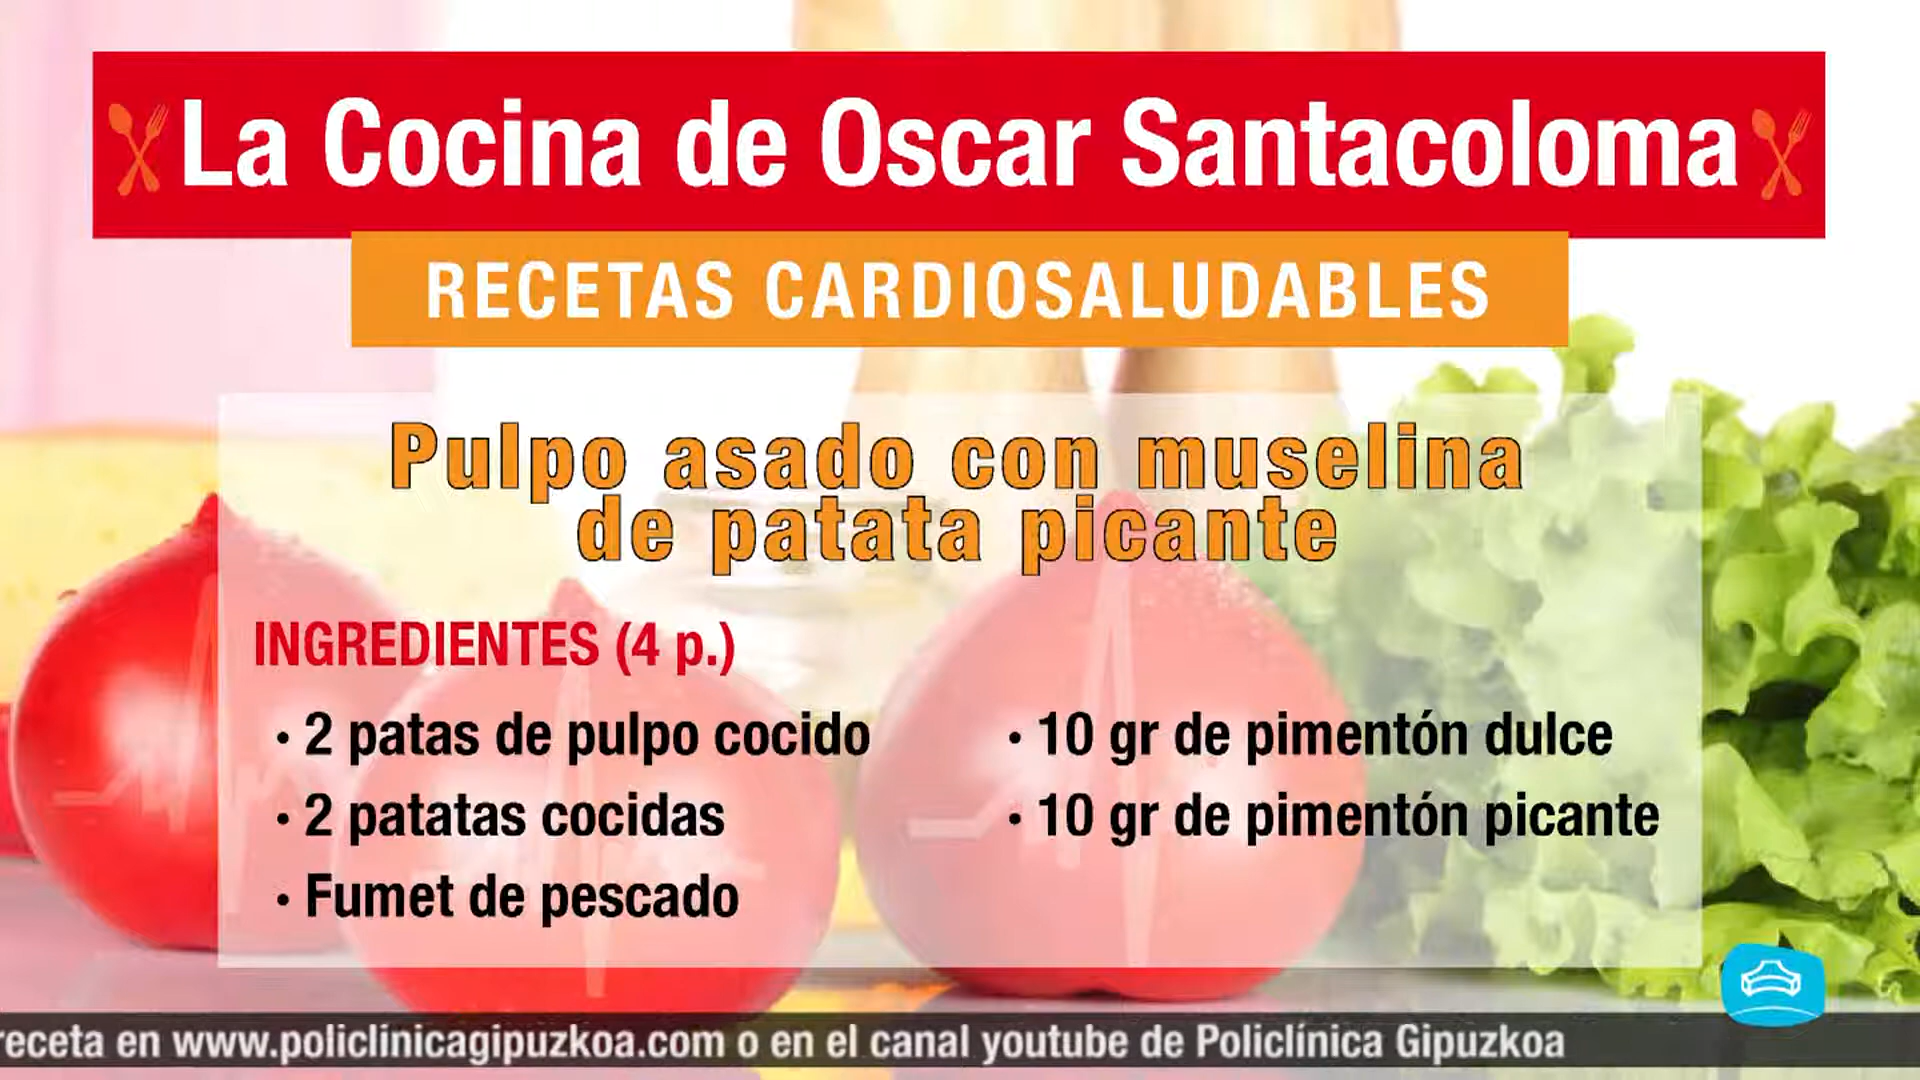 La Cocina de Oscar Santacoloma
RECETAS CARDIOSALUDABLES
Pulpo asado con muselina
de patata picante
INGREDIENTES (4 p.)
· 2 patas de pulpo cocido
· 2 patatas cocidas
· Fumet de pescado
· 10 gr de pimentón dulce
· 10 gr de pimentón picante
receta en www.policlínicagipuzkoa.com o en el canal youtube de Policlínica Gipuzkoa